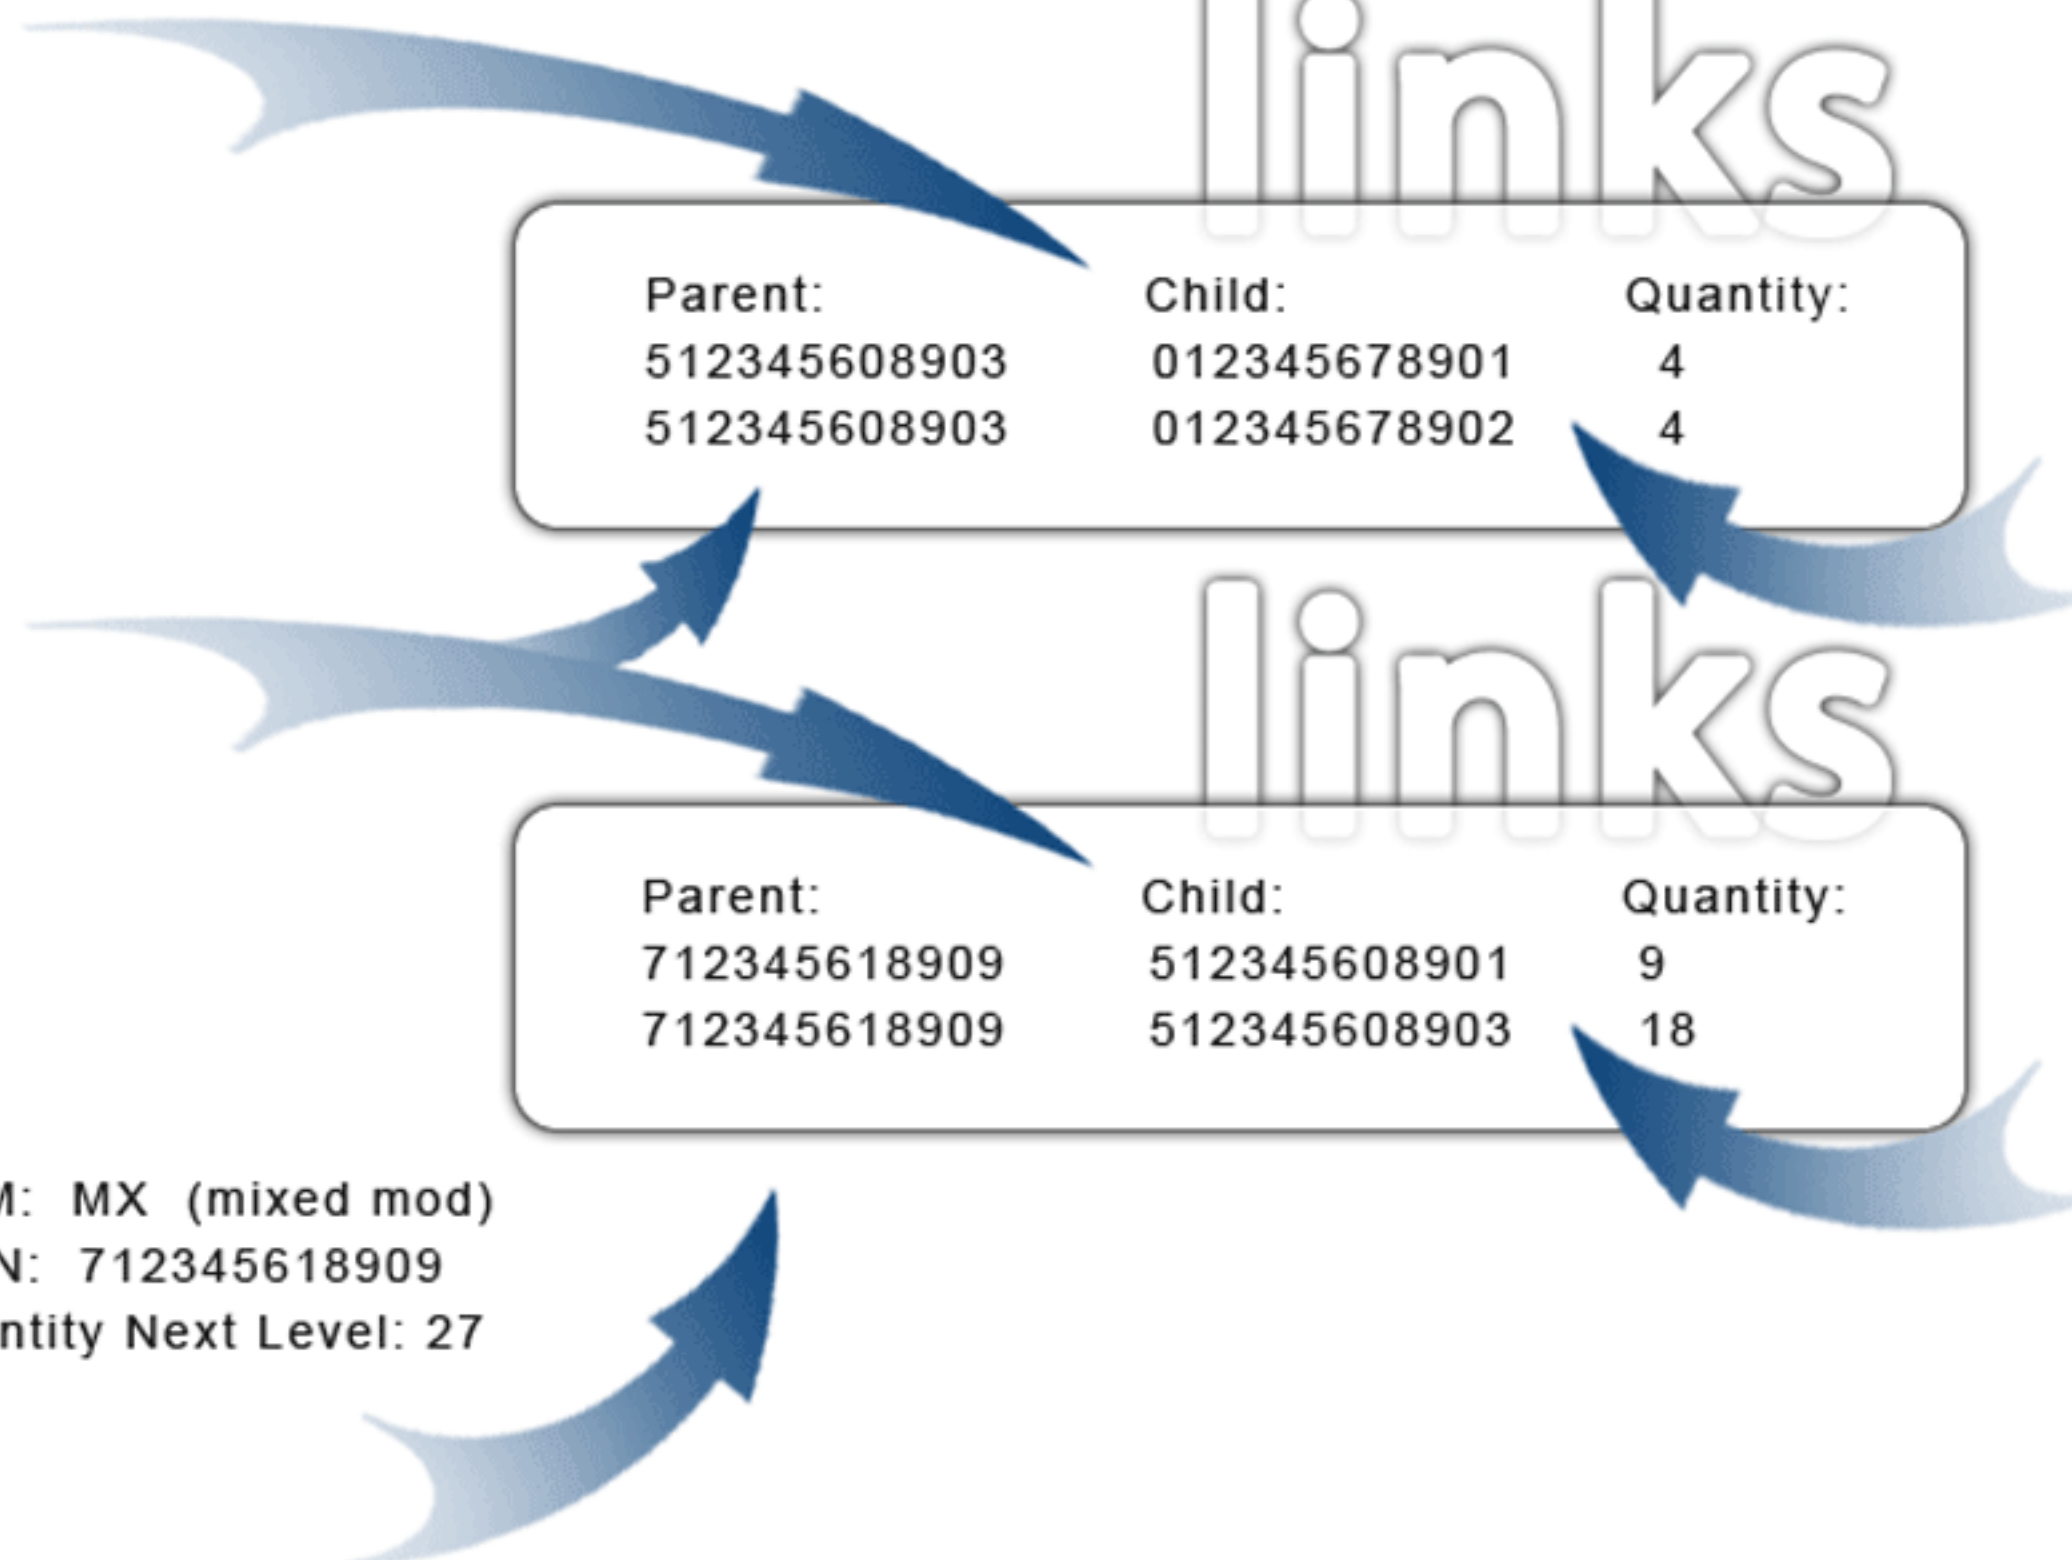 links
Parent: Child: Quantity:
512345608903 012345678901 4
512345608903 012345678902 4
links
Parent: Child: Quantity:
712345618909 512345608901 9
712345618909 512345608903 18
M: MX (mixed mod)
N: 712345618909
ntity Next Level: 27